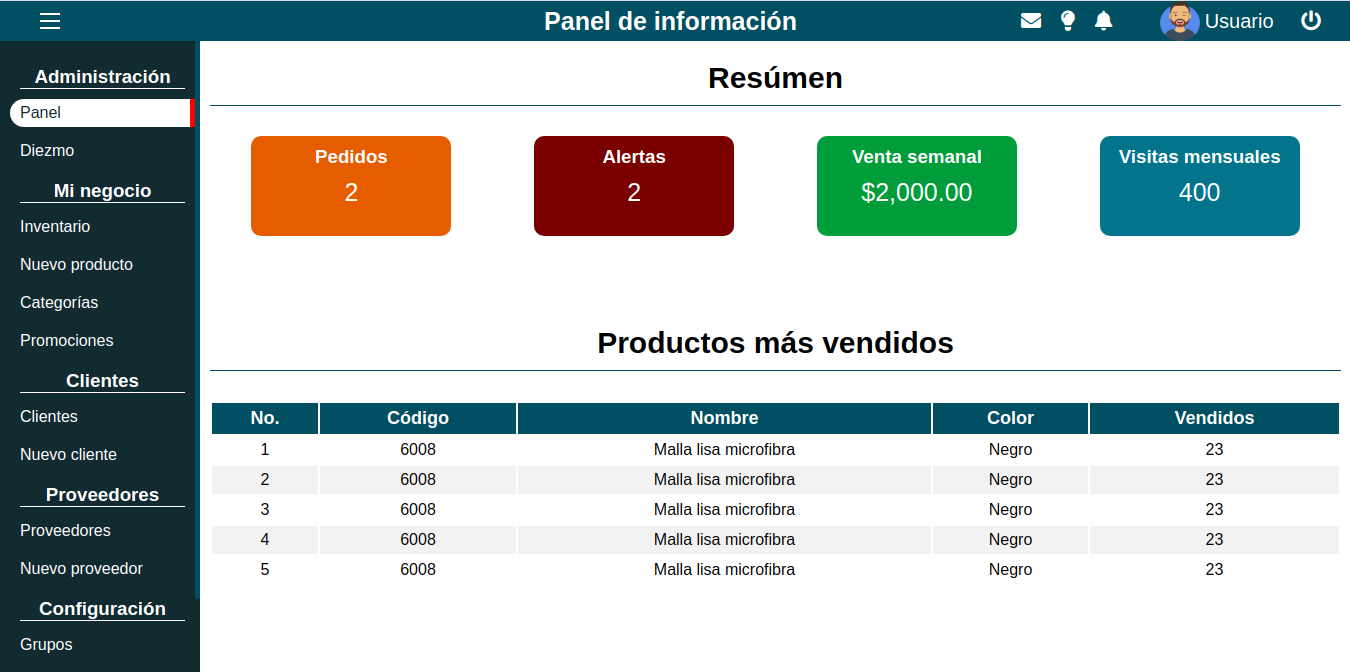 Panel de información
Usuario
Administración
Panel
Diezmo
Mi negocio
Inventario
Nuevo producto
Categorías
Promociones
Clientes
Clientes
Nuevo cliente
Proveedores
Proveedores
Nuevo proveedor
Configuración
Grupos
Resúmen
Pedidos
2
Alertas
2
Venta semanal
$2,000.00
Visitas mensuales
400
Productos más vendidos
No. Código Nombre Color Vendidos
1 6008 Malla lisa microfibra Negro 23
2 6008 Malla lisa microfibra Negro 23
3 6008 Malla lisa microfibra Negro 23
4 6008 Malla lisa microfibra Negro 23
5 6008 Malla lisa microfibra Negro 23